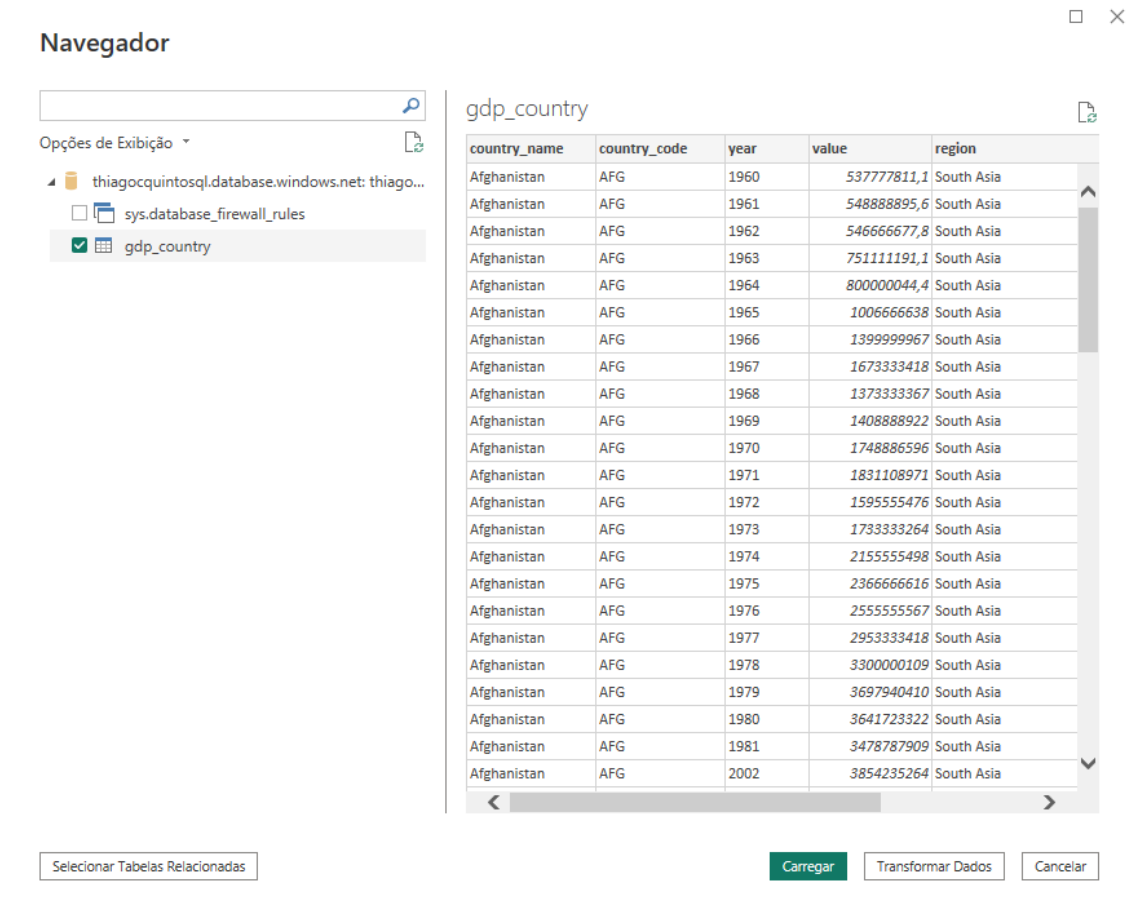 Navegador
Opções de Exibição
thiagocquintosql.database.windows.net: thiago...
sys.database_firewall_rules
gdp_country
gdp_country
country_name country_code year value region
Afghanistan AFG 1960 537777811,1 South Asia
Afghanistan AFG 1961 548888895,6 South Asia
Afghanistan AFG 1962 546666677,8 South Asia
Afghanistan AFG 1963 751111191,1 South Asia
Afghanistan AFG 1964 800000044,4 South Asia
Afghanistan AFG 1965 1006666638 South Asia
Afghanistan AFG 1966 1399999967 South Asia
Afghanistan AFG 1967 1673333418 South Asia
Afghanistan AFG 1968 1373333367 South Asia
Afghanistan AFG 1969 1408888922 South Asia
Afghanistan AFG 1970 1748886596 South Asia
Afghanistan AFG 1971 1831108971 South Asia
Afghanistan AFG 1972 1595555476 South Asia
Afghanistan AFG 1973 1733333264 South Asia
Afghanistan AFG 1974 2155555498 South Asia
Afghanistan AFG 1975 2366666616 South Asia
Afghanistan AFG 1976 2555555567 South Asia
Afghanistan AFG 1977 2953333418 South Asia
Afghanistan AFG 1978 3300000109 South Asia
Afghanistan AFG 1979 3697940410 South Asia
Afghanistan AFG 1980 3641723322 South Asia
Afghanistan AFG 1981 3478787909 South Asia
Afghanistan AFG 2002 3854235264 South Asia
Selecionar Tabelas Relacionadas Carregar Transformar Dados Cancelar